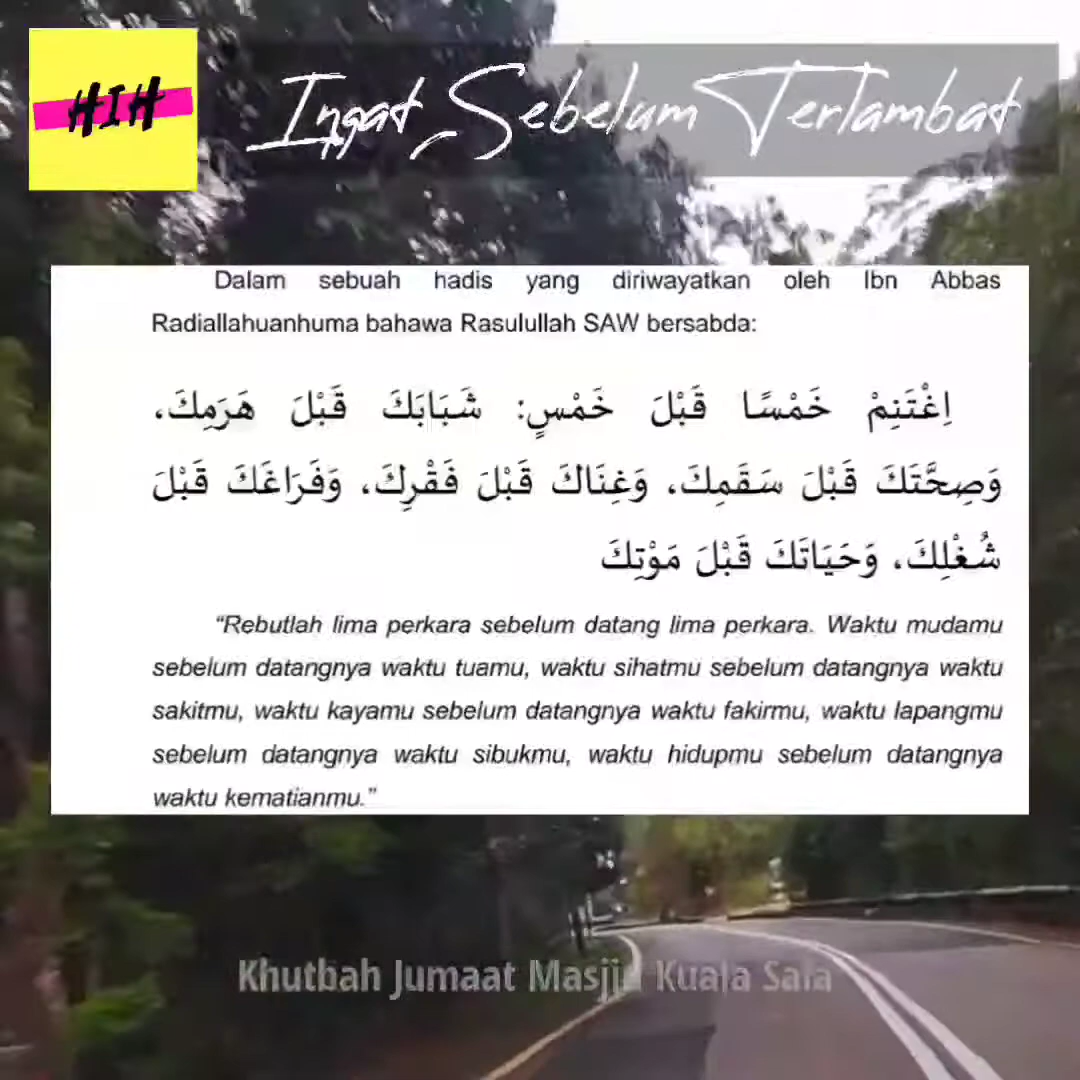 HIH
Ingat Sebelum Terlambat
Dalam sebuah hadis yang diriwayatkan oleh Ibn Abbas
Radiallahuanhuma bahawa Rasulullah SAW bersabda:
اِغْتَنِمْ خَمْسًا قَبْلَ خَمْسٍ: شَبَابَكَ قَبْلَ هَرَمِكَ،
وَصِحَّتَكَ قَبْلَ سَقَمِكَ، وَغِنَاكَ قَبْلَ فَقْرِكَ، وَفَرَاغَكَ قَبْلَ
شُغْلِكَ، وَحَيَاتَكَ قَبْلَ مَوْتِكَ
“Rebutlah lima perkara sebelum datang lima perkara. Waktu mudamu
sebelum datangnya waktu tuamu, waktu sihatmu sebelum datangnya waktu
sakitmu, waktu kayamu sebelum datangnya waktu fakirmu, waktu lapangmu
sebelum datangnya waktu sibukmu, waktu hidupmu sebelum datangnya
waktu kematianmu.”
Khutbah Jumaat Masjid Kuala Sala